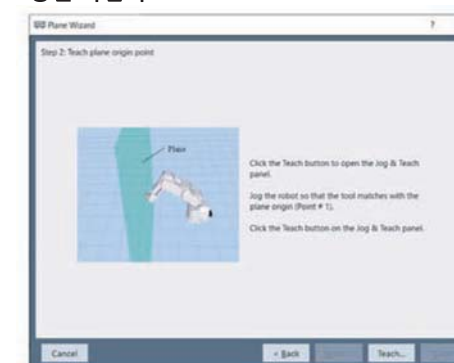 Plane Wizard
?
Step 2: Teach plane origin point
Plane
Click the Teach button to open the Jog & Teach
panel.
Jog the robot so that the tool matches with the
plane origin (Point # 1).
Click the Teach button on the Jog & Teach panel.
Cancel
< Back
Teach...